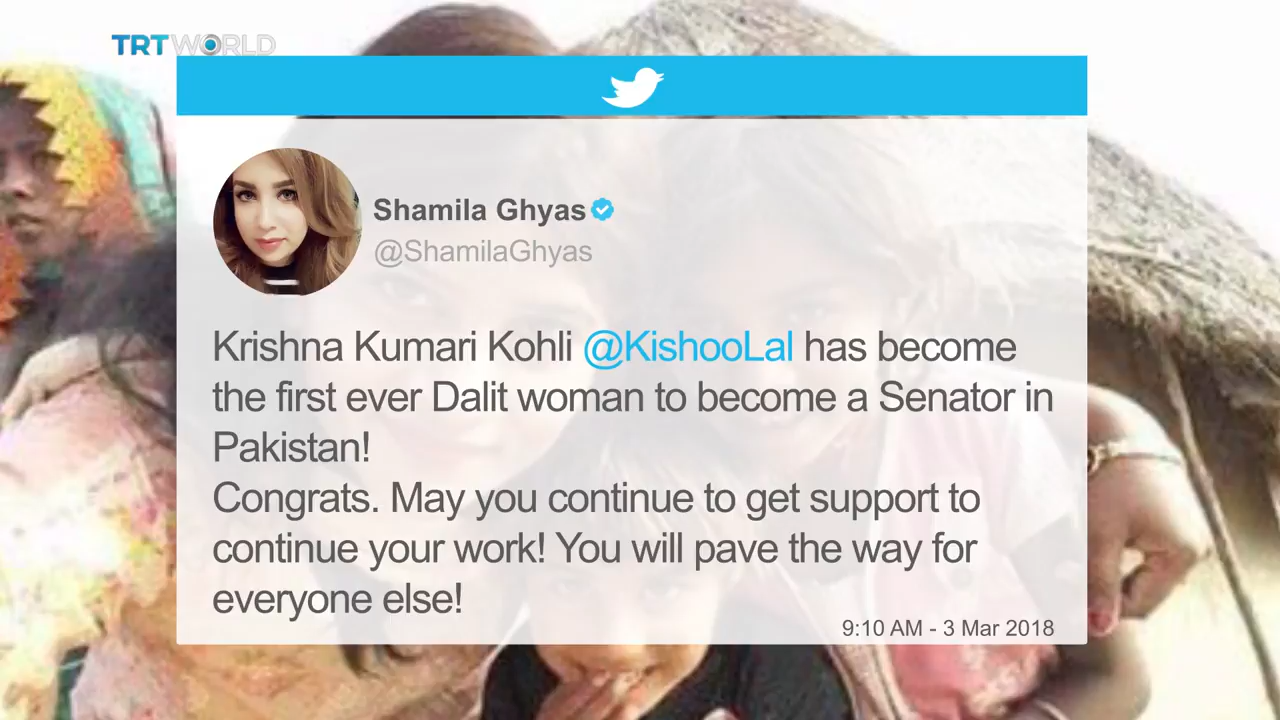 TRT WORLD
Shamila Ghyas
@ShamilaGhyas
Krishna Kumari Kohli @KishooLal has become
the first ever Dalit woman to become a Senator in
Pakistan!
Congrats. May you continue to get support to
continue your work! You will pave the way for
everyone else!
9:10 AM - 3 Mar 2018